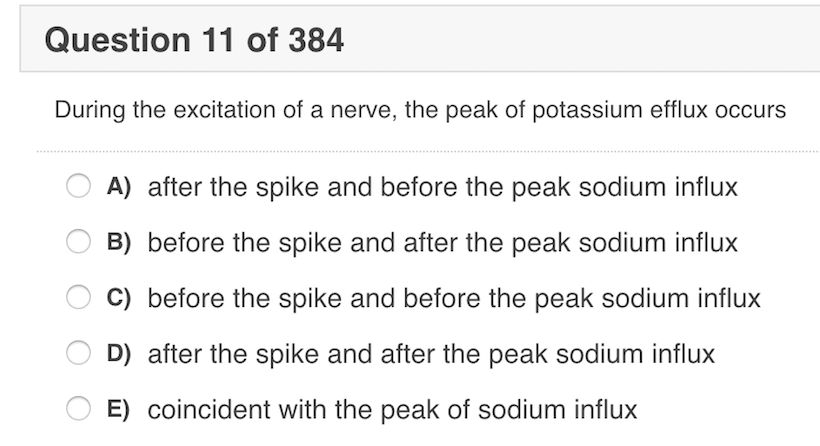 Question 11 of 384
During the excitation of a nerve, the peak of potassium efflux occurs
A) after the spike and before the peak sodium influx
B) before the spike and after the peak sodium influx
C) before the spike and before the peak sodium influx
D) after the spike and after the peak sodium influx
E) coincident with the peak of sodium influx